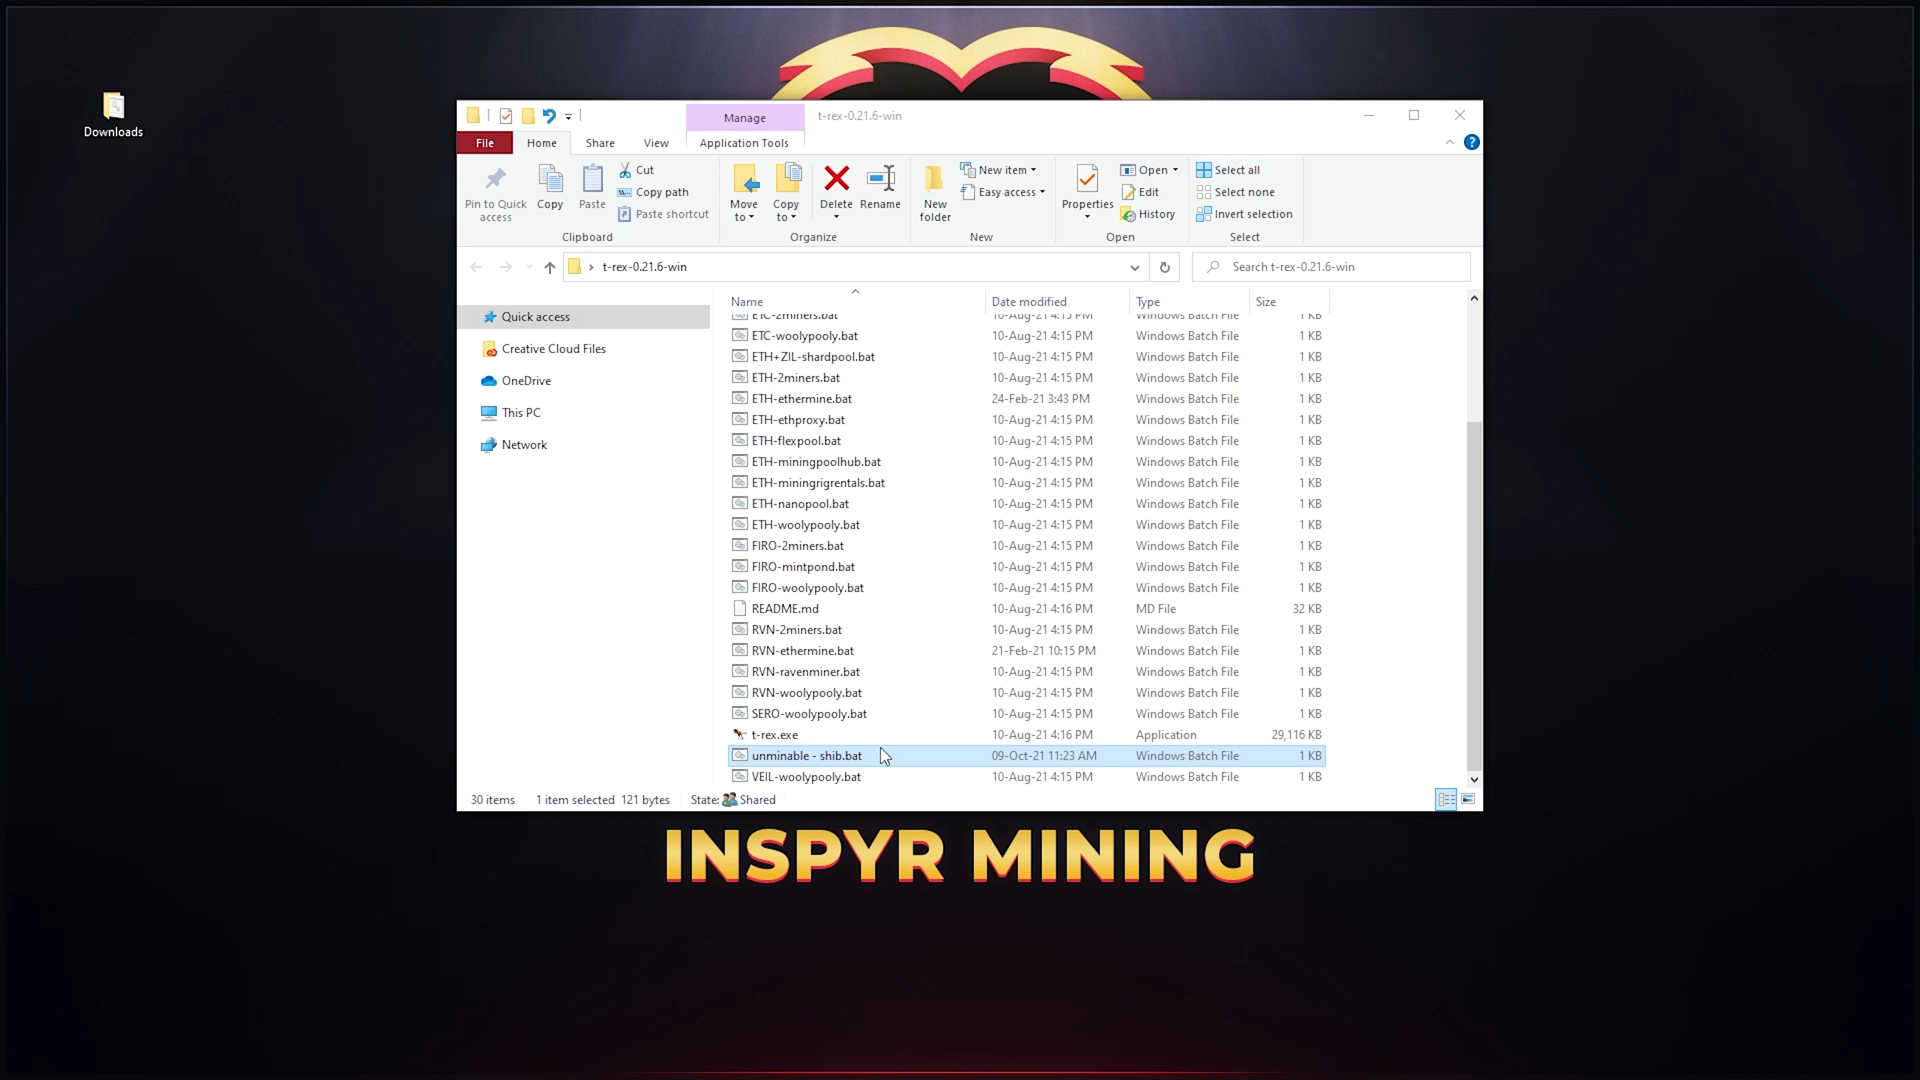 Downloads
Manage
t-rex-0.21.6-win
File
Home
Share
View
Application Tools
Pin to Quick access
Copy
Paste
Cut
Copy path
Paste shortcut
Clipboard
Move to
Copy to
Delete
Rename
Organize
New folder
New item
Easy access
New
Properties
Open
Edit
History
Open
Select all
Select none
Invert selection
Select
t-rex-0.21.6-win
Search t-rex-0.21.6-win
Quick access
Creative Cloud Files
OneDrive
This PC
Network
Name Date modified Type Size
ETC-2miners.bat 10-Aug-21 4:15 PM Windows Batch File 1 KB
ETC-woolypooly.bat 10-Aug-21 4:15 PM Windows Batch File 1 KB
ETH+ZIL-shardpool.bat 10-Aug-21 4:15 PM Windows Batch File 1 KB
ETH-2miners.bat 10-Aug-21 4:15 PM Windows Batch File 1 KB
ETH-ethermine.bat 24-Feb-21 3:43 PM Windows Batch File 1 KB
ETH-ethproxy.bat 10-Aug-21 4:15 PM Windows Batch File 1 KB
ETH-flexpool.bat 10-Aug-21 4:15 PM Windows Batch File 1 KB
ETH-miningpoolhub.bat 10-Aug-21 4:15 PM Windows Batch File 1 KB
ETH-miningrigrentals.bat 10-Aug-21 4:15 PM Windows Batch File 1 KB
ETH-nanopool.bat 10-Aug-21 4:15 PM Windows Batch File 1 KB
ETH-woolypooly.bat 10-Aug-21 4:15 PM Windows Batch File 1 KB
FIRO-2miners.bat 10-Aug-21 4:15 PM Windows Batch File 1 KB
FIRO-mintpond.bat 10-Aug-21 4:15 PM Windows Batch File 1 KB
FIRO-woolypooly.bat 10-Aug-21 4:15 PM Windows Batch File 1 KB
README.md 10-Aug-21 4:16 PM MD File 32 KB
RVN-2miners.bat 10-Aug-21 4:15 PM Windows Batch File 1 KB
RVN-ethermine.bat 21-Feb-21 10:15 PM Windows Batch File 1 KB
RVN-ravenminer.bat 10-Aug-21 4:15 PM Windows Batch File 1 KB
RVN-woolypooly.bat 10-Aug-21 4:15 PM Windows Batch File 1 KB
SERO-woolypooly.bat 10-Aug-21 4:15 PM Windows Batch File 1 KB
t-rex.exe 10-Aug-21 4:16 PM Application 29,116 KB
unminable - shib.bat 09-Oct-21 11:23 AM Windows Batch File 1 KB
VEIL-woolypooly.bat 10-Aug-21 4:15 PM Windows Batch File 1 KB
30 items 1 item selected 121 bytes State: Shared
INSPYR MINING